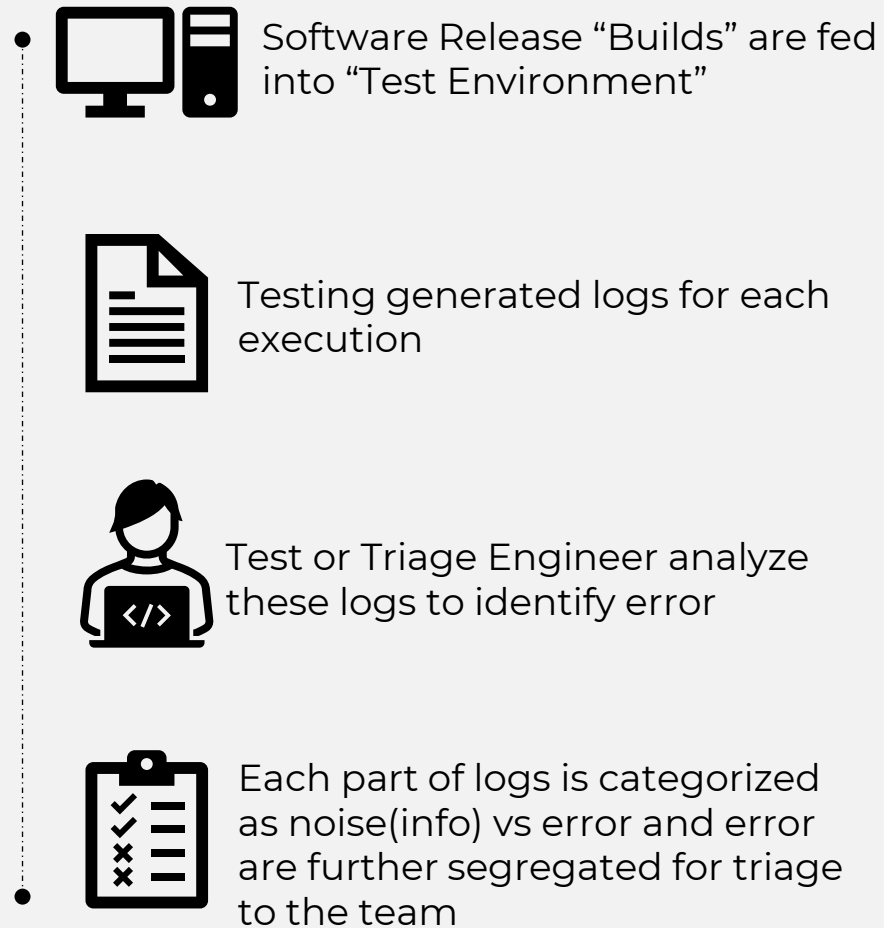 Software Release “Builds” are fed
into “Test Environment”
Testing generated logs for each
execution
</>
Test or Triage Engineer analyze
these logs to identify error
Each part of logs is categorized
as noise(info) vs error and error
are further segregated for triage
to the team